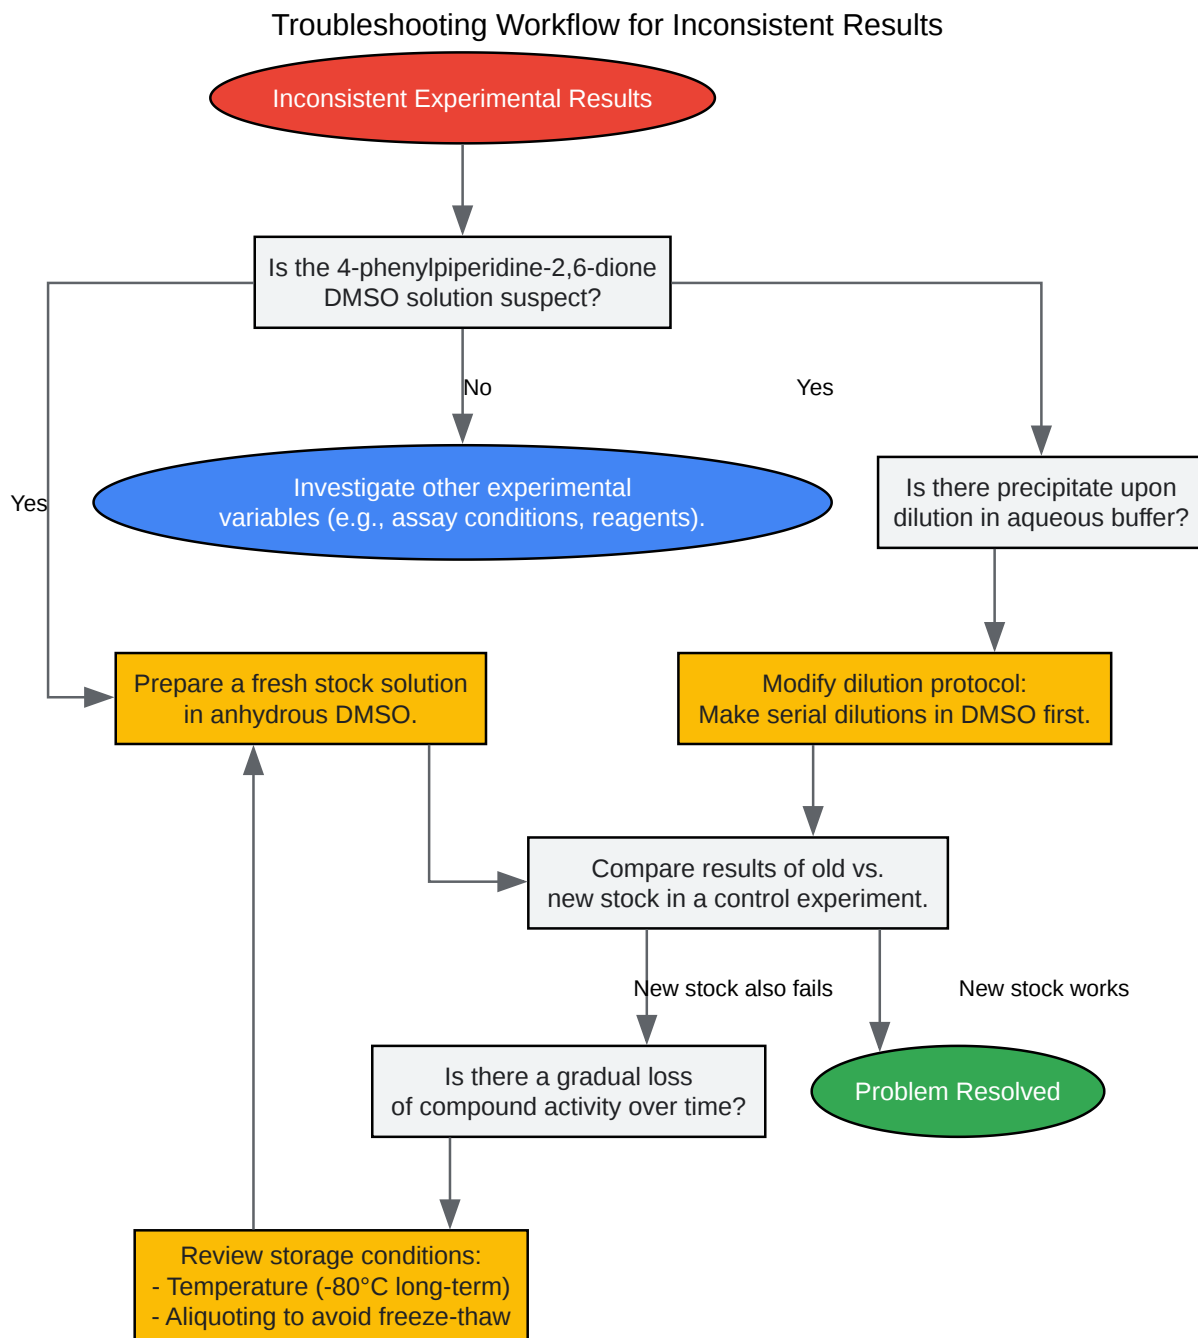 Troubleshooting Workflow for Inconsistent Results
Inconsistent Experimental Results
Is the 4-phenylpiperidine-2,6-dione
DMSO solution suspect?
No
Yes
Yes
Investigate other experimental
variables (e.g., assay conditions, reagents).
Is there precipitate upon
dilution in aqueous buffer?
Prepare a fresh stock solution
in anhydrous DMSO.
Modify dilution protocol:
Make serial dilutions in DMSO first.
Compare results of old vs.
new stock in a control experiment.
New stock also fails
New stock works
Is there a gradual loss
of compound activity over time?
Problem Resolved
Review storage conditions:
- Temperature (-80°C long-term)
- Aliquoting to avoid freeze-thaw